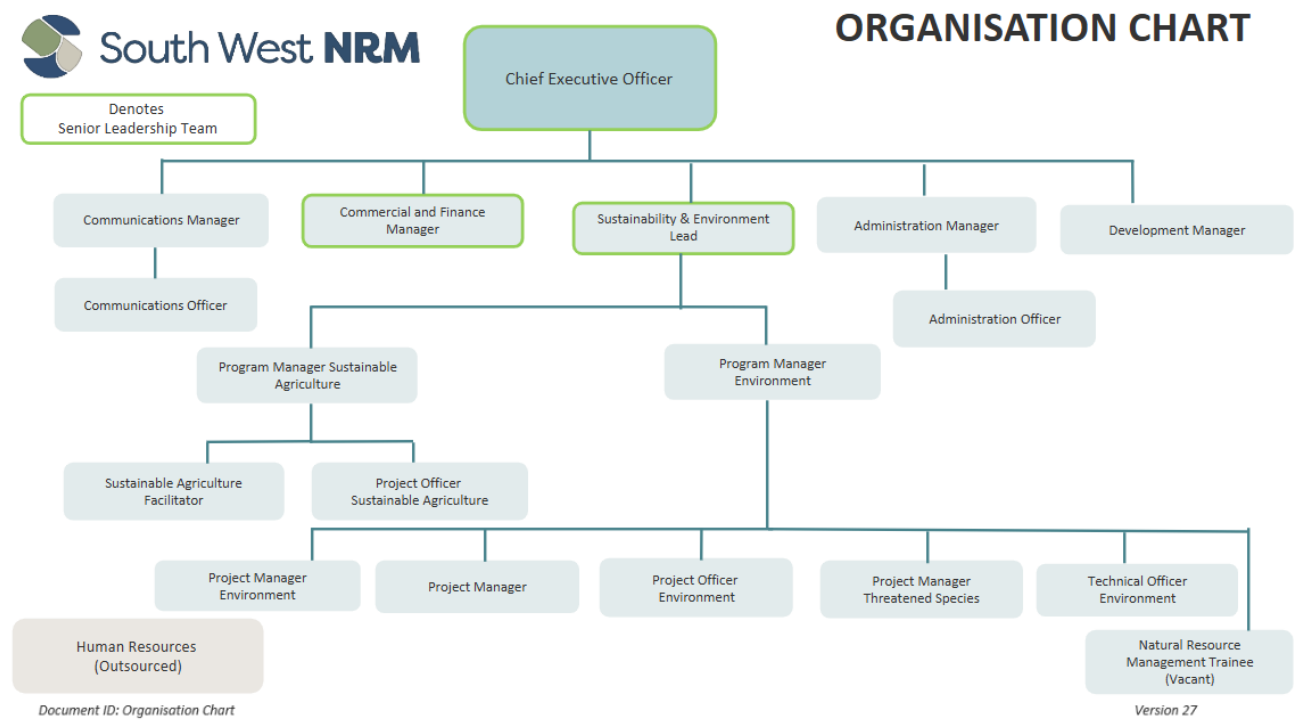 South West NRM
ORGANISATION CHART
Chief Executive Officer
Denotes
Senior Leadership Team
Communications Manager
Commercial and Finance
Manager
Sustainability & Environment
Lead
Administration Manager
Development Manager
Communications Officer
Administration Officer
Program Manager Sustainable
Agriculture
Program Manager
Environment
Sustainable Agriculture
Facilitator
Project Officer
Sustainable Agriculture
Project Manager
Environment
Project Manager
Project Officer
Environment
Project Manager
Threatened Species
Technical Officer
Environment
Human Resources
(Outsourced)
Natural Resource
Management Trainee
(Vacant)
Document ID: Organisation Chart
Version 27